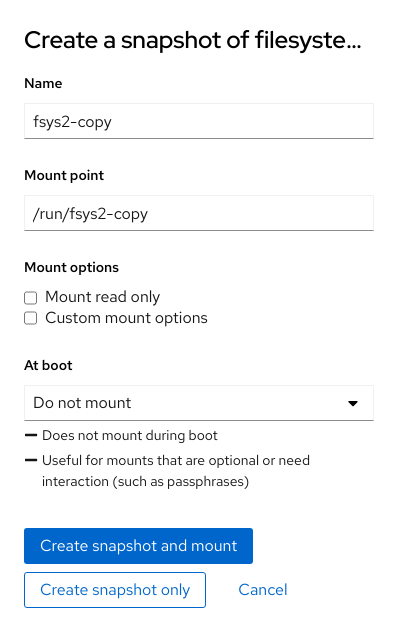 Create a snapshot of filesyste...
Name
fsys2-copy
Mount point
/run/fsys2-copy
Mount options
Mount read only
Custom mount options
At boot
Do not mount
Does not mount during boot
Useful for mounts that are optional or need
interaction (such as passphrases)
Create snapshot and mount
Create snapshot only Cancel